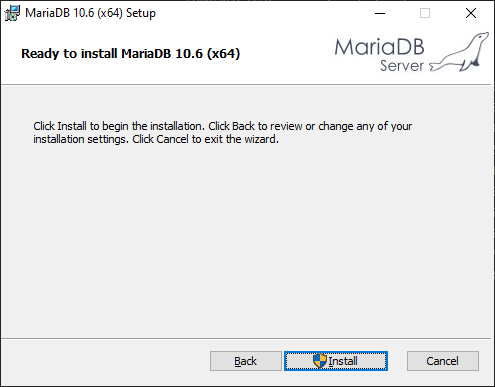 MariaDB 10.6 (x64) Setup
Ready to install MariaDB 10.6 (x64)
MariaDB
Server
Click Install to begin the installation. Click Back to review or change any of your
installation settings. Click Cancel to exit the wizard.
Back
Install
Cancel